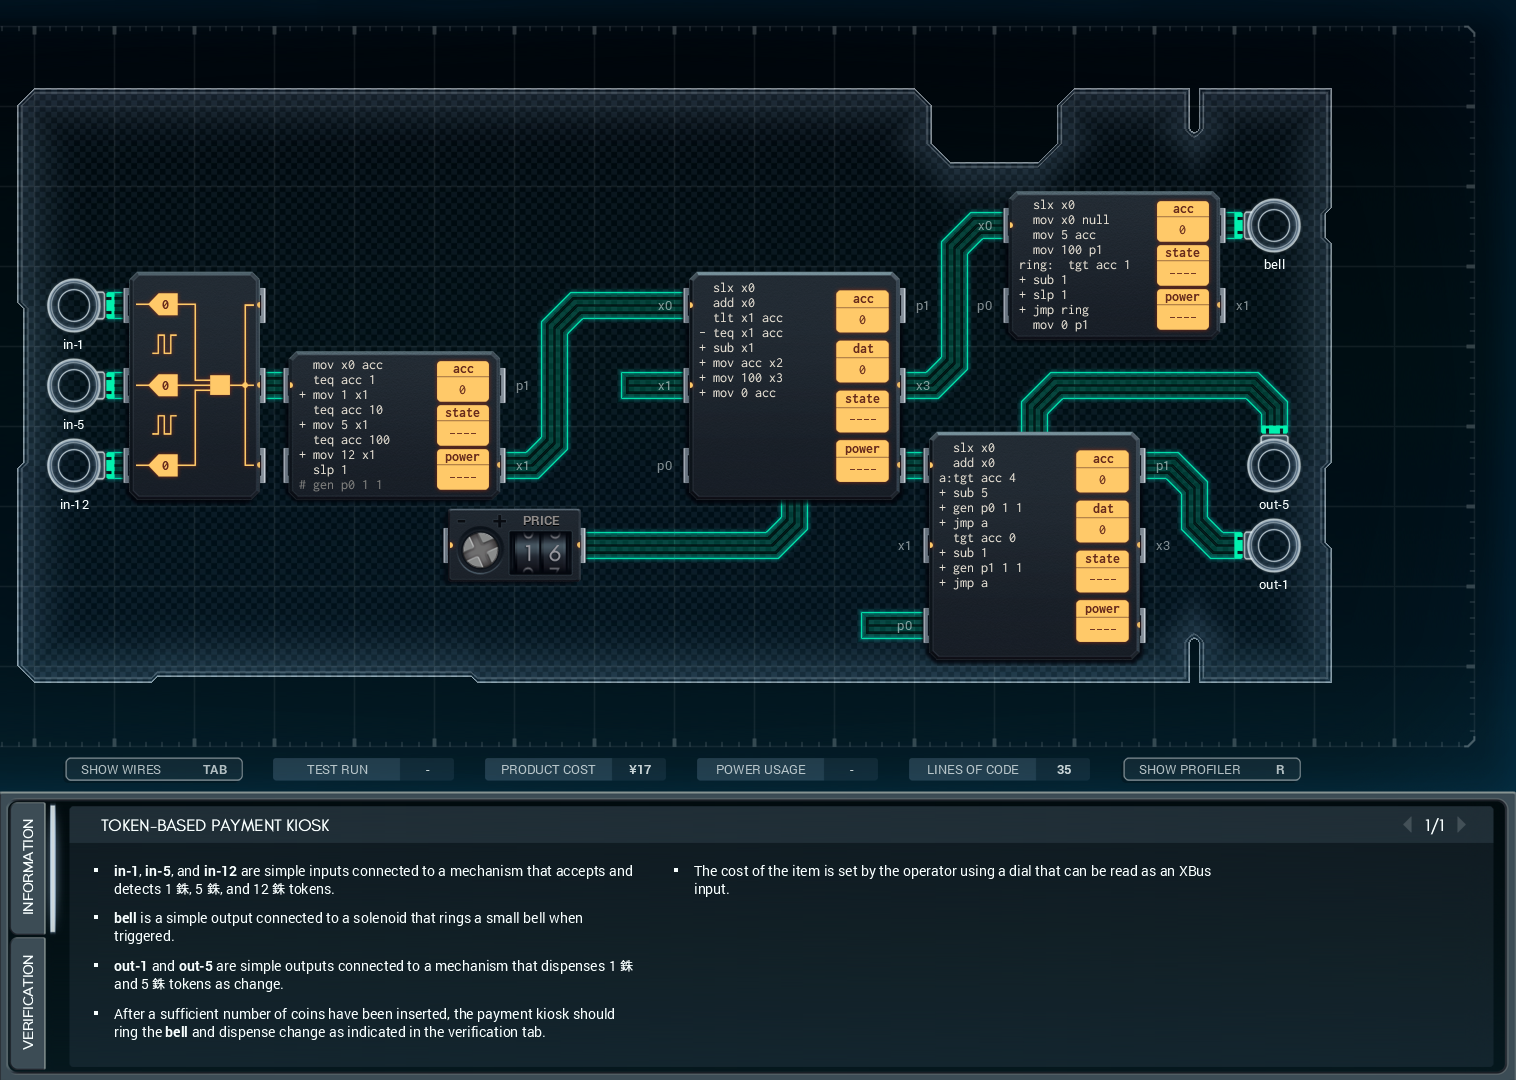 in-1
in-5
in-12
0
0
0
mov x0 acc
teq acc 1
+ mov 1 x1
teq acc 10
+ mov 5 x1
teq acc 100
+ mov 12 x1
slp 1
# gen p0 1 1
acc
0
state
----
power
----
p1
x1
PRICE
- +
16
x0
x1
p0
slx x0
add x0
tlt x1 acc
- teq x1 acc
+ sub x1
+ mov acc x2
+ mov 100 x3
+ mov 0 acc
acc
0
dat
0
state
----
power
----
p1
x3
x0
p0
slx x0
mov x0 null
mov 5 acc
mov 100 p1
ring: tgt acc 1
+ sub 1
+ slp 1
+ jmp ring
mov 0 p1
acc
0
state
----
power
----
x1
bell
x1
p0
slx x0
add x0
a:tgt acc 4
+ sub 5
+ gen p0 1 1
+ jmp a
tgt acc 0
+ sub 1
+ gen p1 1 1
+ jmp a
acc
0
dat
0
state
----
power
----
p1
x3
out-5
out-1
SHOW WIRES TAB
TEST RUN -
PRODUCT COST ¥17
POWER USAGE -
LINES OF CODE 35
SHOW PROFILER R
INFORMATION
VERIFICATION
TOKEN-BASED PAYMENT KIOSK
1/1
▪ in-1, in-5, and in-12 are simple inputs connected to a mechanism that accepts and
detects 1 銖, 5 銖, and 12 銖 tokens.
▪ bell is a simple output connected to a solenoid that rings a small bell when
triggered.
▪ out-1 and out-5 are simple outputs connected to a mechanism that dispenses 1 銖
and 5 銖 tokens as change.
▪ After a sufficient number of coins have been inserted, the payment kiosk should
ring the bell and dispense change as indicated in the verification tab.
▪ The cost of the item is set by the operator using a dial that can be read as an XBus
input.